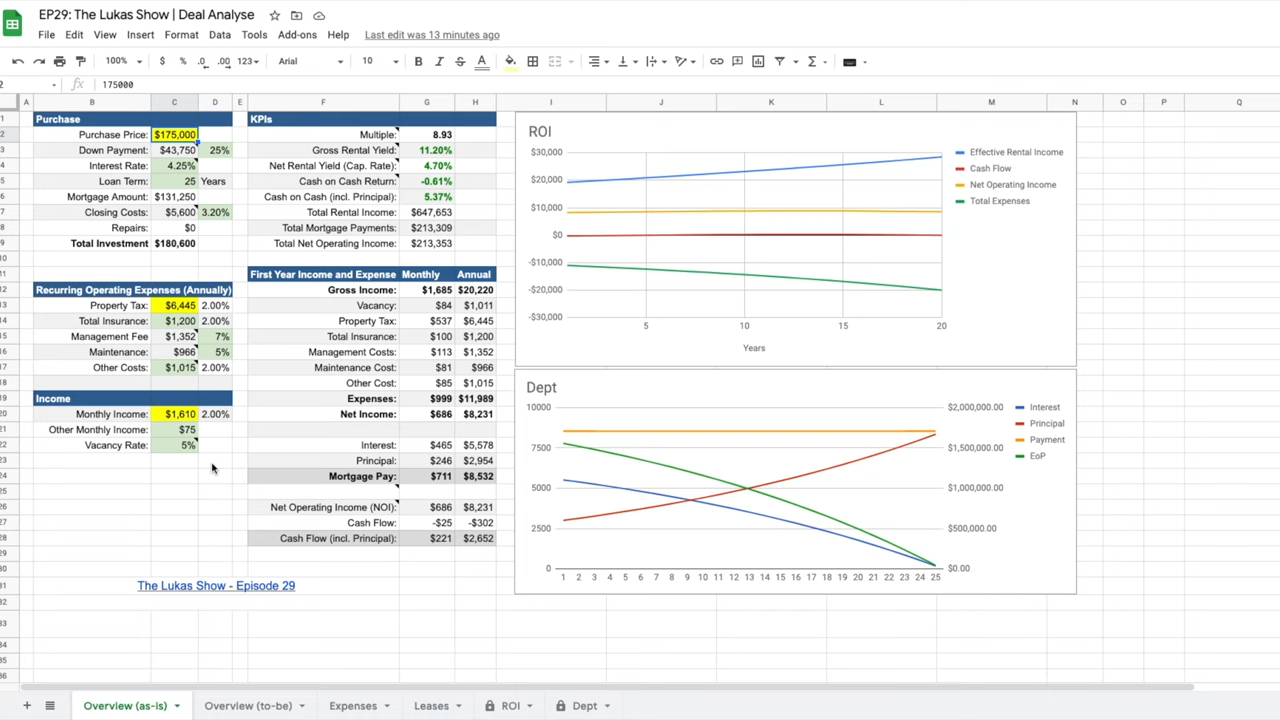 EP29: The Lukas Show | Deal Analyse
File Edit View Insert Format Data Tools Add-ons Help Last edit was 13 minutes ago
100% $ % .0 .00 123 Arial 10 B I S A
fx 175000
A B C D E F G H I J K L M N O P Q
Purchase
Purchase Price: $175,000
Down Payment: $43,750 25%
Interest Rate: 4.25%
Loan Term: 25 Years
Mortgage Amount: $131,250
Closing Costs: $5,600 3.20%
Repairs: $0
Total Investment $180,600
Recurring Operating Expenses (Annually)
Property Tax: $6,445 2.00%
Total Insurance: $1,200 2.00%
Management Fee $1,352 7%
Maintenance: $966 5%
Other Costs: $1,015 2.00%
Income
Monthly Income: $1,610 2.00%
Other Monthly Income: $75
Vacancy Rate: 5%
The Lukas Show - Episode 29
KPIs
Multiple: 8.93
Gross Rental Yield: 11.20%
Net Rental Yield (Cap. Rate): 4.70%
Cash on Cash Return: -0.61%
Cash on Cash (incl. Principal): 5.37%
Total Rental Income: $647,653
Total Mortgage Payments: $213,309
Total Net Operating Income: $213,353
First Year Income and Expense Monthly Annual
Gross Income: $1,685 $20,220
Vacancy: $84 $1,011
Property Tax: $537 $6,445
Total Insurance: $100 $1,200
Management Costs: $113 $1,352
Maintenance Cost: $81 $966
Other Cost: $85 $1,015
Expenses: $999 $11,989
Net Income: $686 $8,231
Interest: $465 $5,578
Principal: $246 $2,954
Mortgage Pay: $711 $8,532
Net Operating Income (NOI): $686 $8,231
Cash Flow: -$25 -$302
Cash Flow (incl. Principal): $221 $2,652
ROI
$30,000
$20,000
$10,000
$0
-$10,000
-$20,000
-$30,000
5 10 15 20
Years
Effective Rental Income
Cash Flow
Net Operating Income
Total Expenses
Dept
10000
7500
5000
2500
0
1 2 3 4 5 6 7 8 9 10 11 12 13 14 15 16 17 18 19 20 21 22 23 24 25
$2,000,000.00
$1,500,000.00
$1,000,000.00
$500,000.00
$0.00
Interest
Principal
Payment
EoP
Overview (as-is) Overview (to-be) Expenses Leases ROI Dept